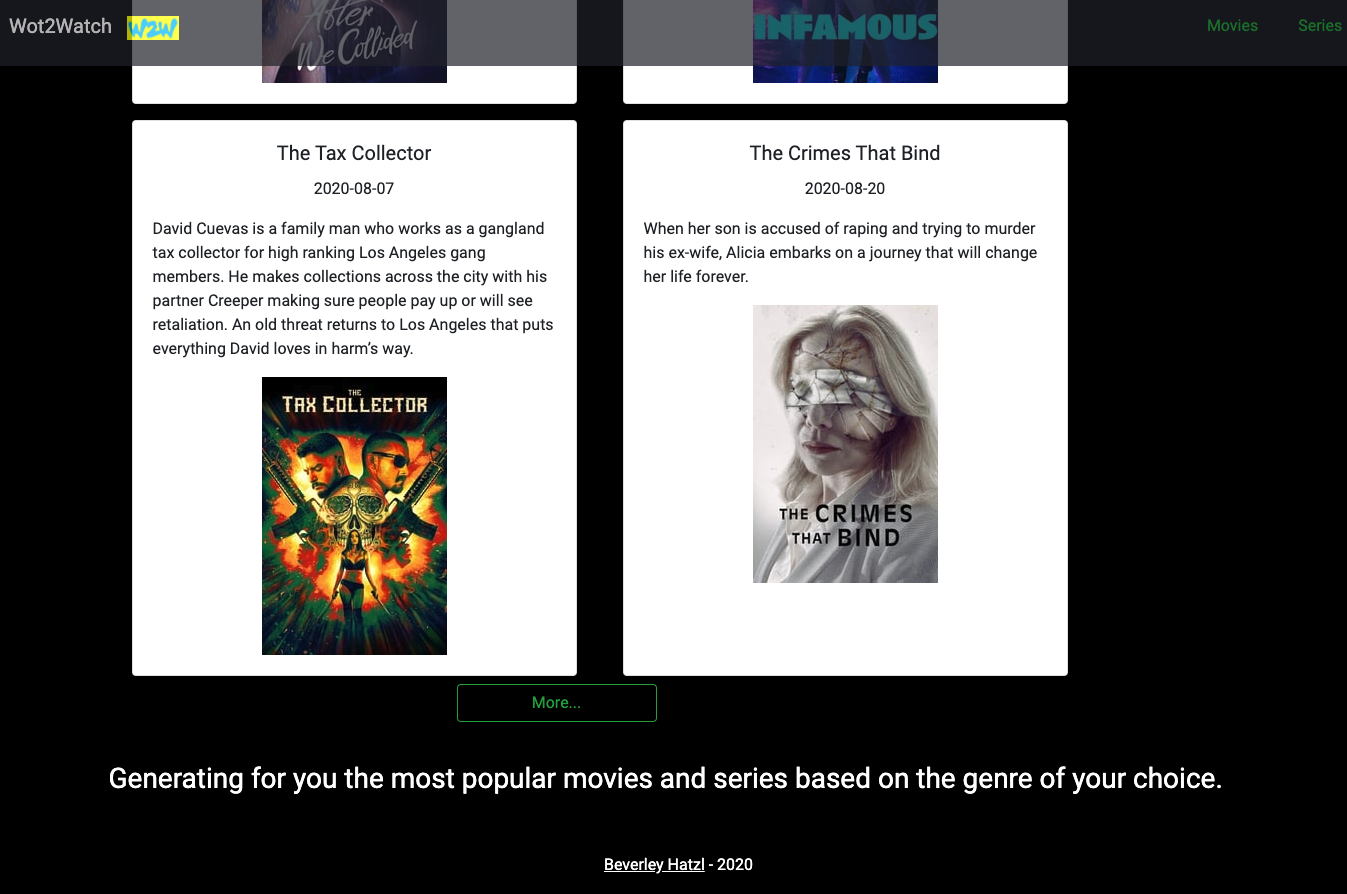 Wot2Watch W2W Movies Series
After
We Collided
INFAMOUS
The Tax Collector
2020-08-07
David Cuevas is a family man who works as a gangland
tax collector for high ranking Los Angeles gang
members. He makes collections across the city with his
partner Creeper making sure people pay up or will see
retaliation. An old threat returns to Los Angeles that puts
everything David loves in harm’s way.
THE
TAX COLLECTOR
The Crimes That Bind
2020-08-20
When her son is accused of raping and trying to murder
his ex-wife, Alicia embarks on a journey that will change
her life forever.
THE CRIMES
THAT BIND
More...
Generating for you the most popular movies and series based on the genre of your choice.
Beverley Hatzl - 2020